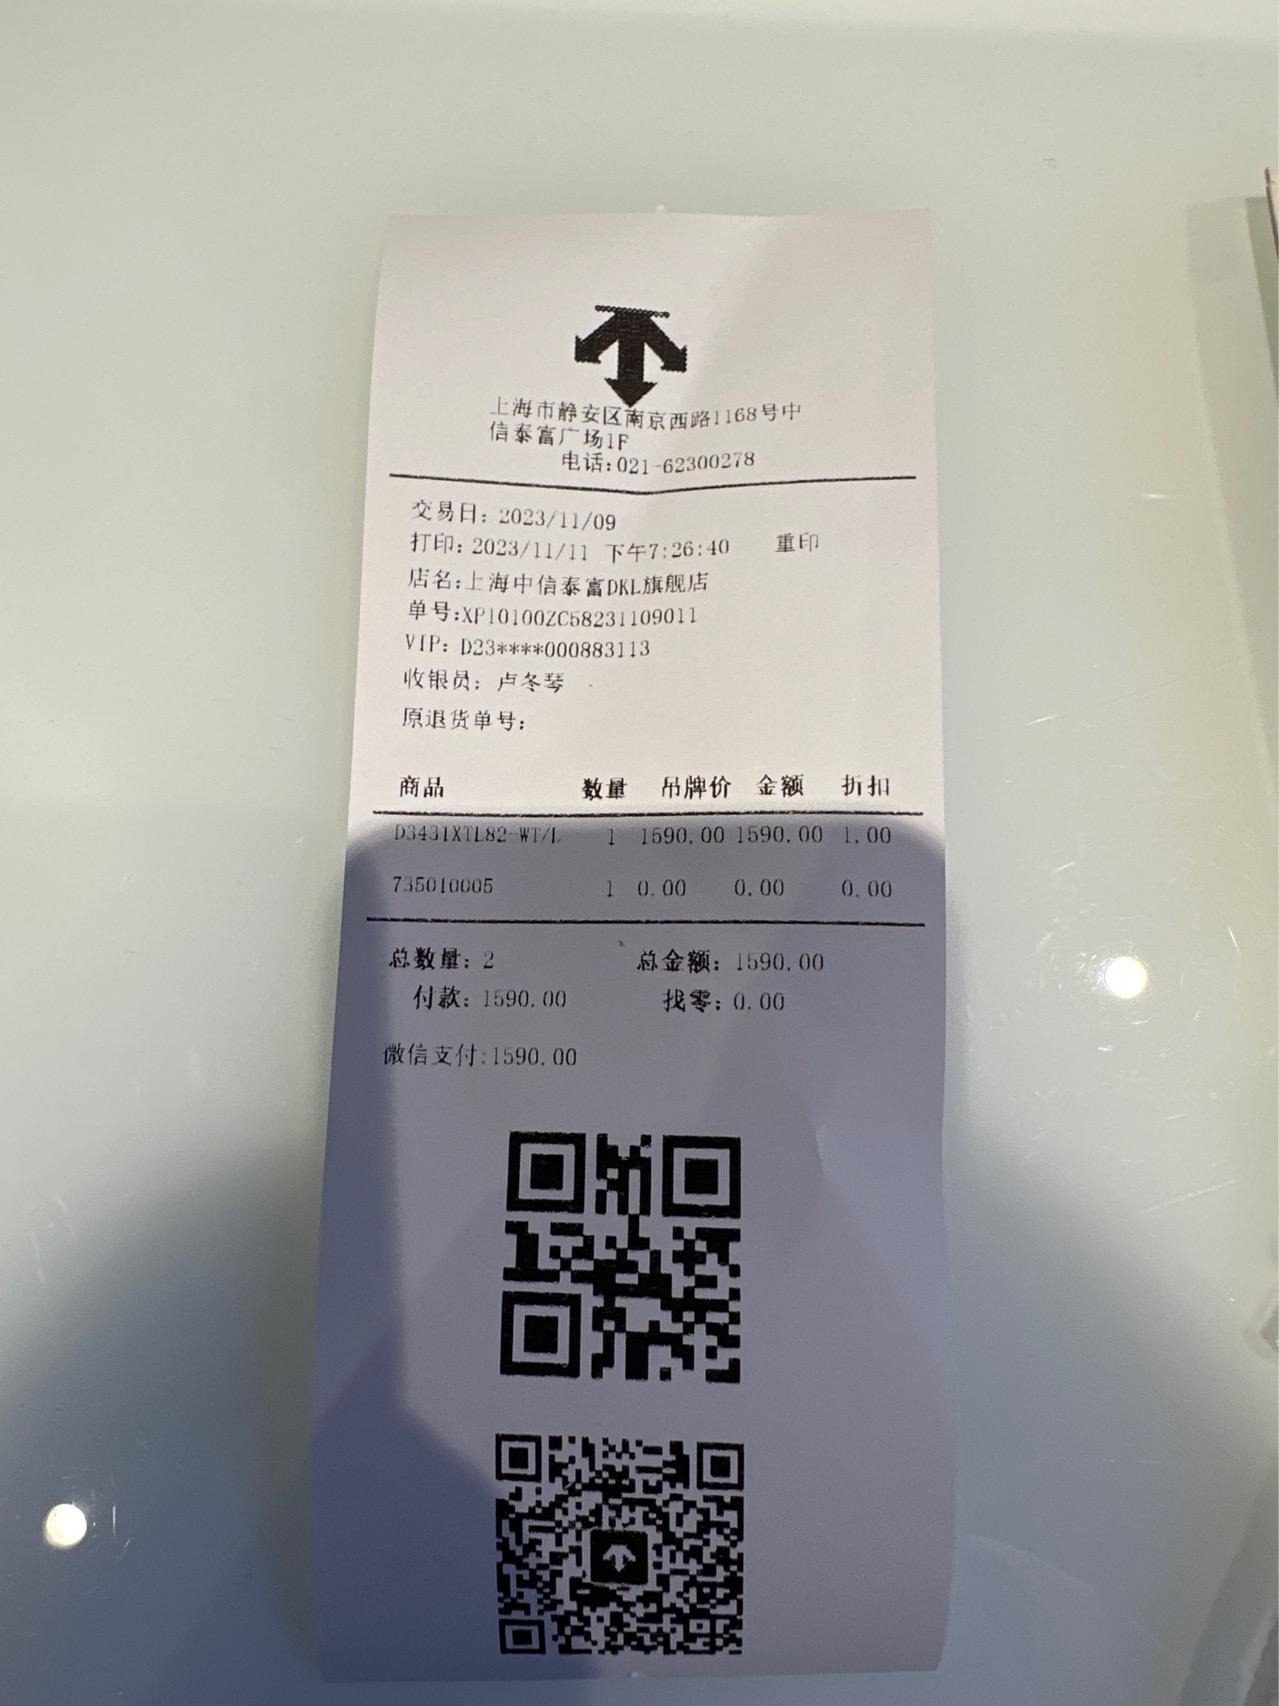 上海市静安区南京西路1168号中
信泰富广场1F
电话:021-62300278
交易日: 2023/11/09
打印: 2023/11/11 下午7:26:40 重印
店名:上海中信泰富DKL旗舰店
单号:XP10100ZC58231109011
VIP: D23****000883113
收银员: 卢冬琴
原退货单号:
商品 数量 吊牌价 金额 折扣
D3431XTL82-WT/L 1 1590.00 1590.00 1.00
735010005 1 0.00 0.00 0.00
总数量: 2 总金额: 1590.00
付款: 1590.00 找零: 0.00
微信支付:1590.00